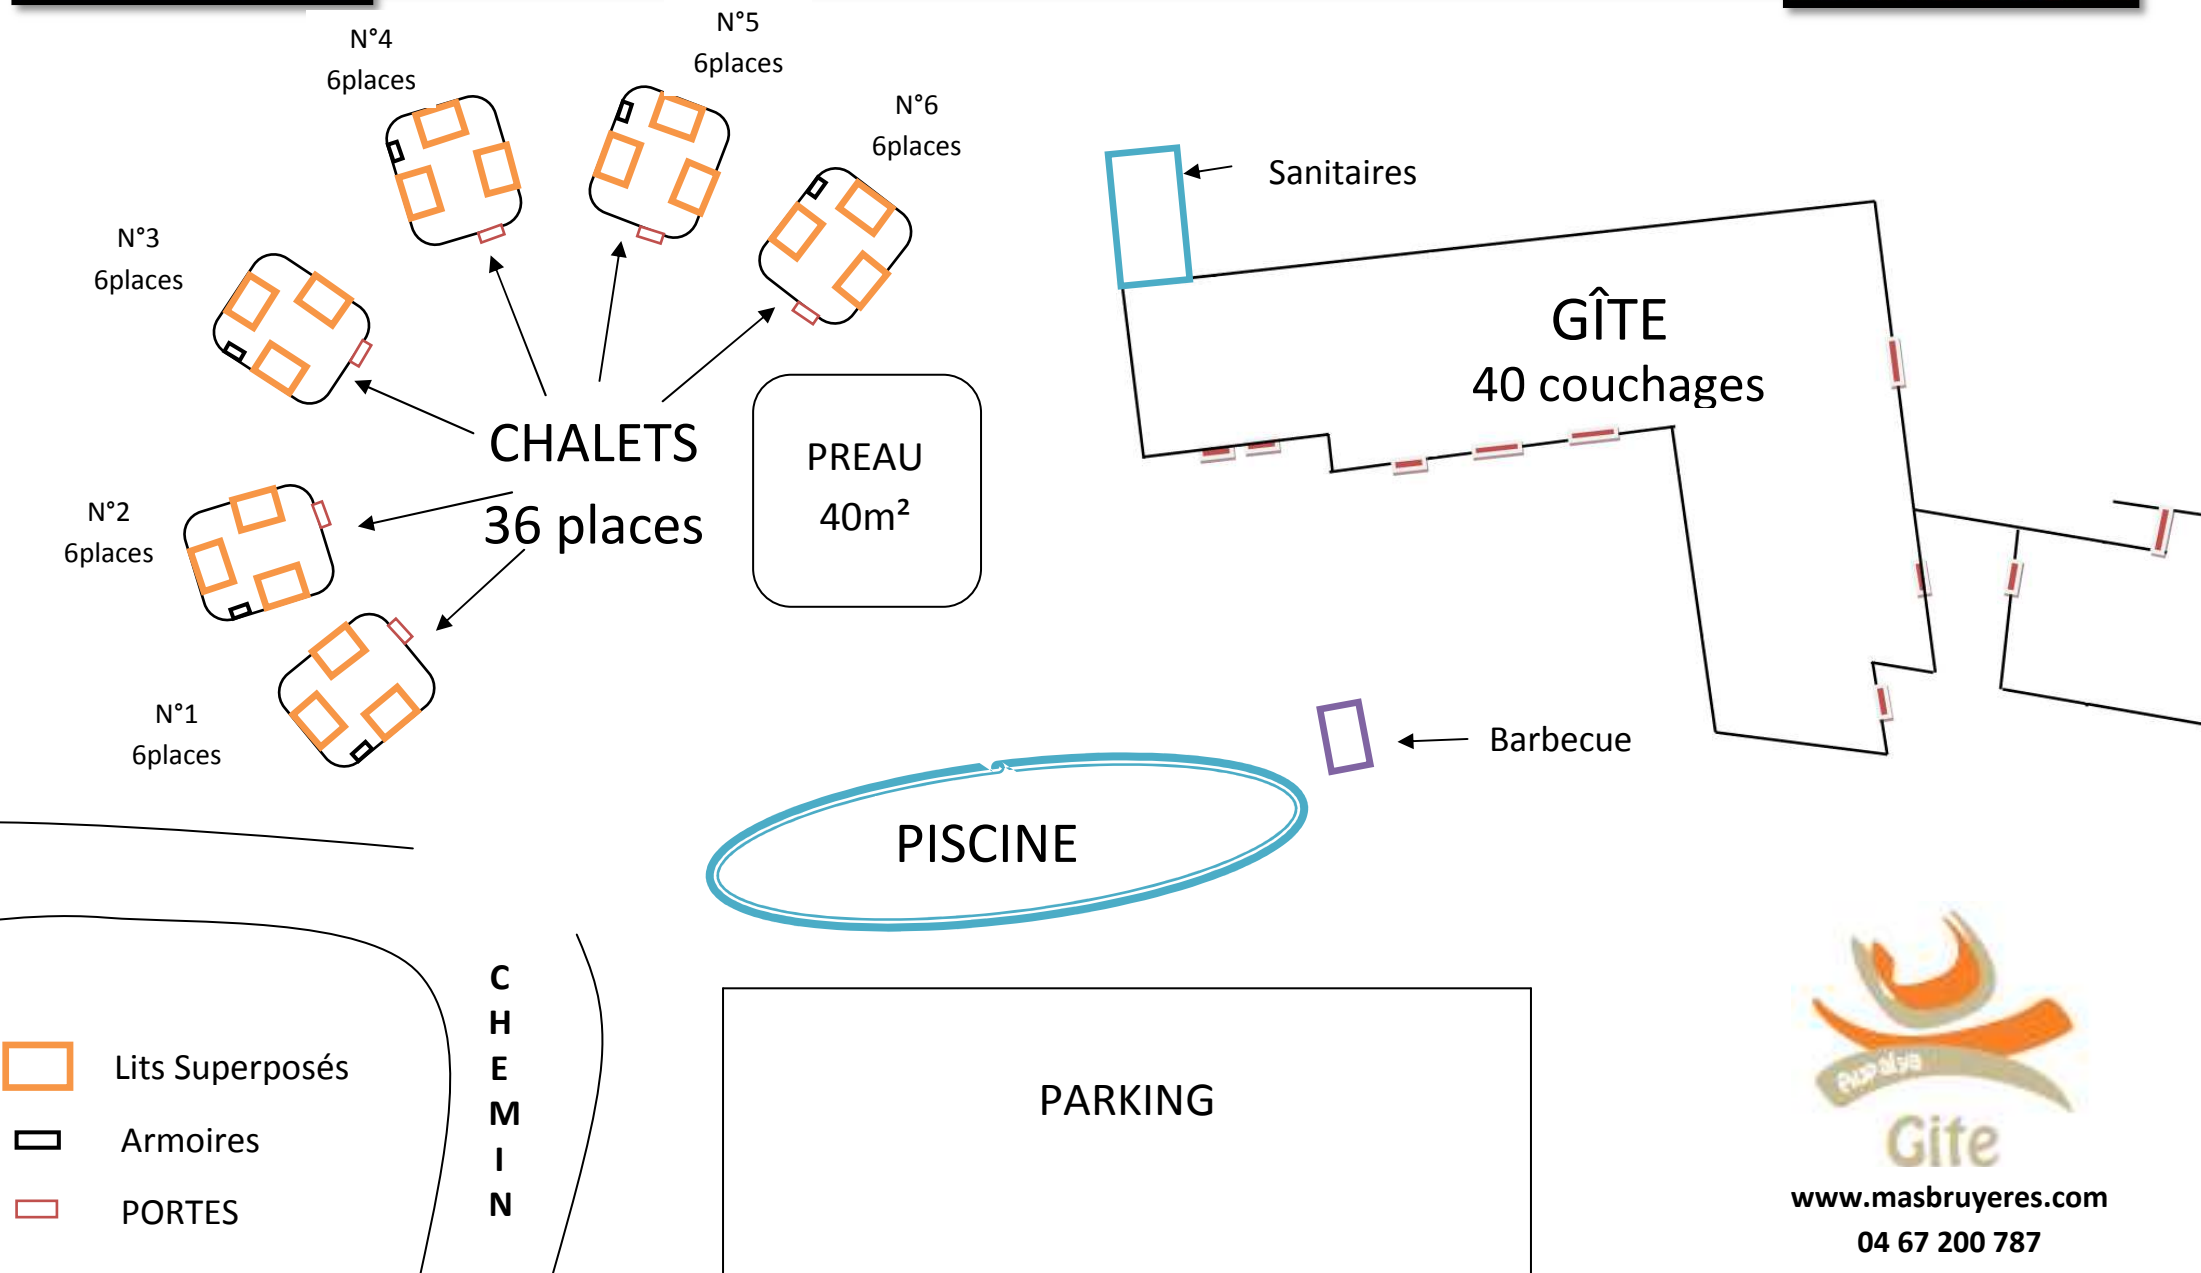 N°4
6places
N°5
6places
N°6
6places
N°3
6places
Sanitaires
GÎTE
40 couchages
CHALETS
36 places
PREAU
40m²
N°2
6places
N°1
6places
Barbecue
PISCINE
CHEMIN
Lits Superposés
Armoires
PORTES
PARKING
Gite
www.masbruyeres.com
04 67 200 787